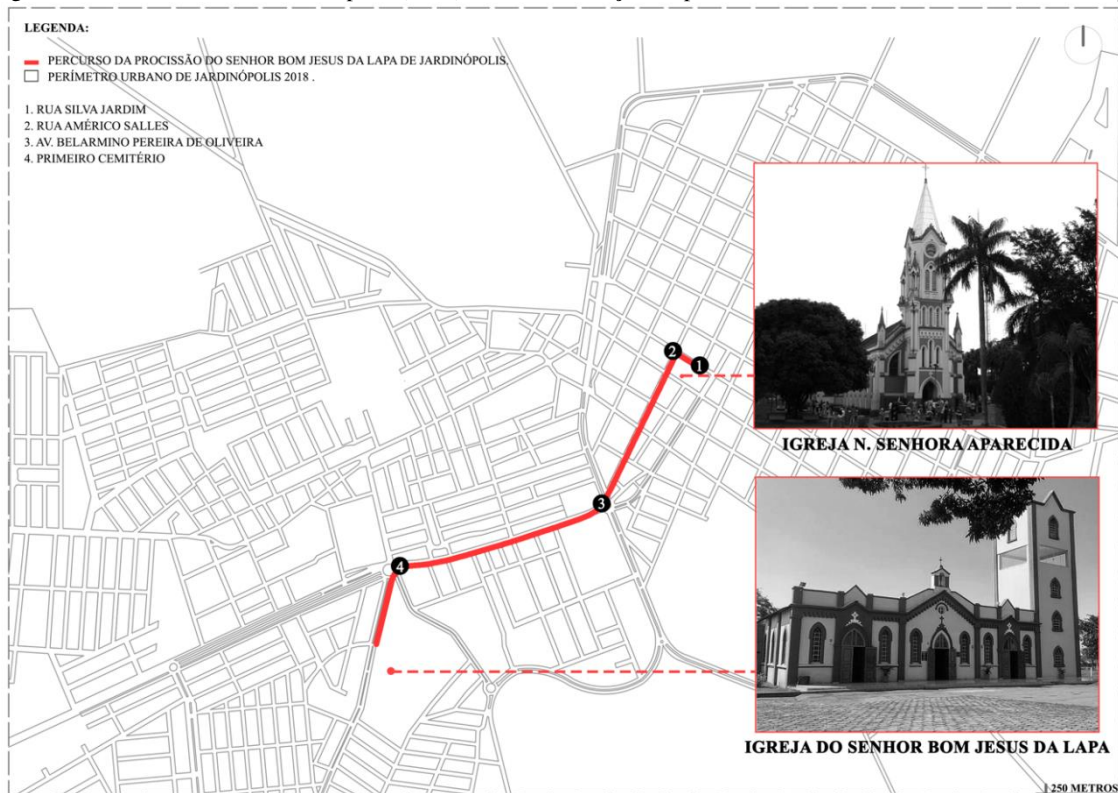 LEGENDA:
PERCURSO DA PROCISSÃO DO SENHOR BOM JESUS DA LAPA DE JARDINÓPOLIS.
PERÍMETRO URBANO DE JARDINÓPOLIS 2018 .
1. RUA SILVA JARDIM
2. RUA AMÉRICO SALLES
3. AV. BELARMINO PEREIRA DE OLIVEIRA
4. PRIMEIRO CEMITÉRIO
2
1
IGREJA N. SENHORA APARECIDA
3
4
IGREJA DO SENHOR BOM JESUS DA LAPA
250 METROS